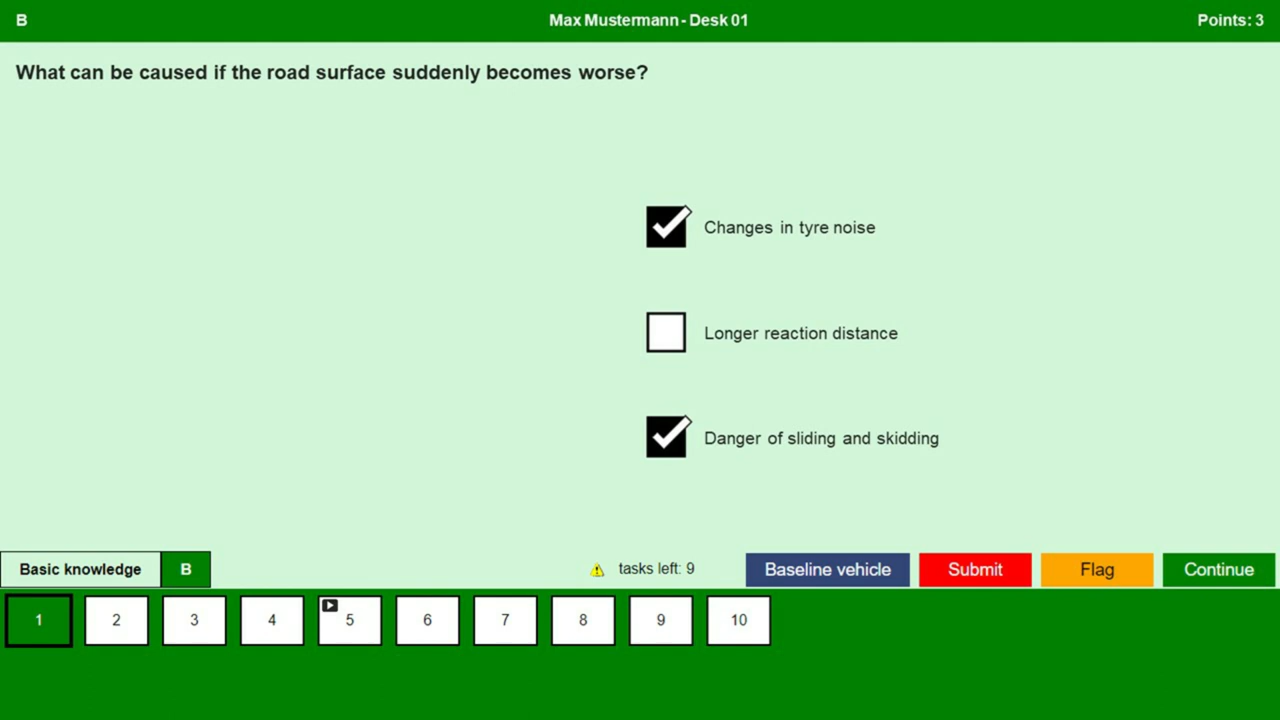 B Max Mustermann - Desk 01 Points: 3
What can be caused if the road surface suddenly becomes worse?
Changes in tyre noise
Longer reaction distance
Danger of sliding and skidding
Basic knowledge B tasks left: 9 Baseline vehicle Submit Flag Continue
1 2 3 4 5 6 7 8 9 10